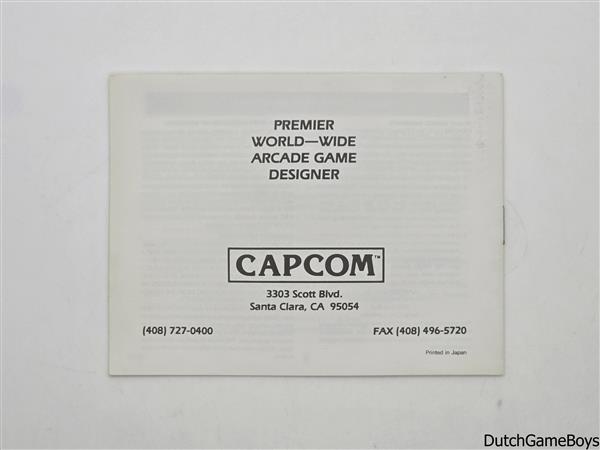 PREMIER
WORLD—WIDE
ARCADE GAME
DESIGNER
CAPCOM™
3303 Scott Blvd.
Santa Clara, CA 95054
(408) 727-0400 FAX (408) 496-5720
Printed in Japan
DutchGameBoys